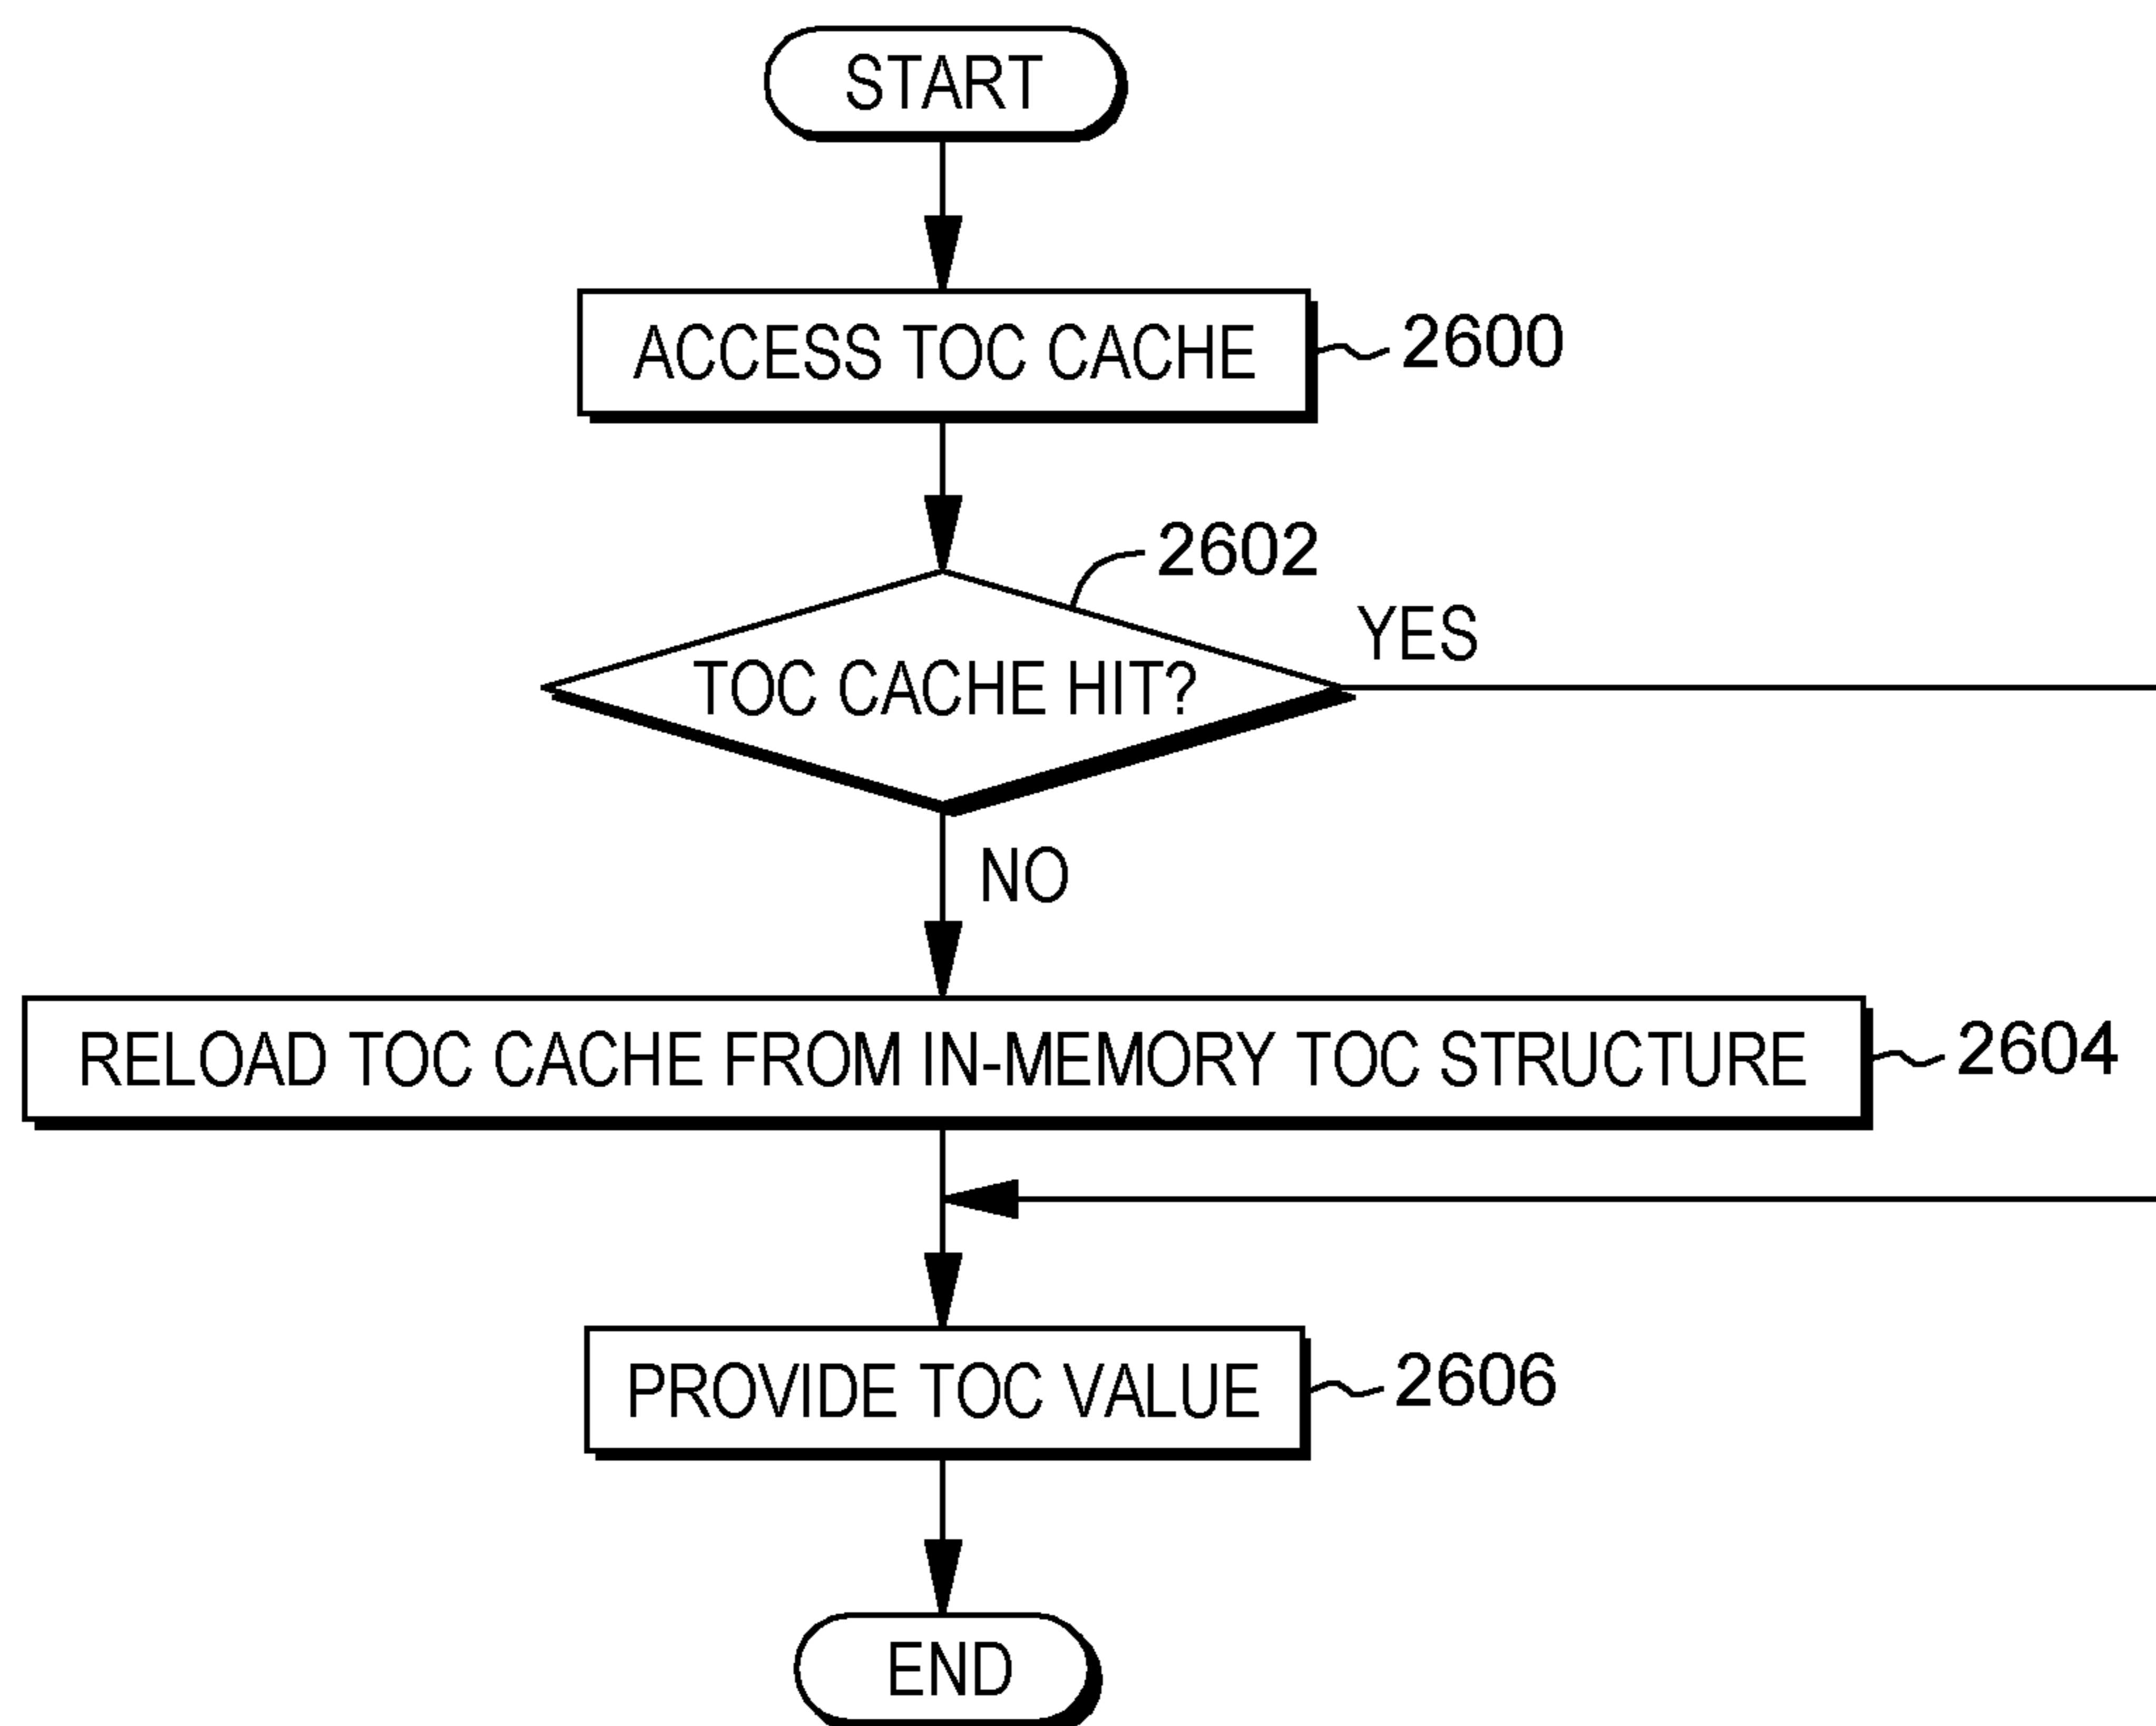 START
ACCESS TOC CACHE
2600
2602
TOC CACHE HIT?
YES
NO
RELOAD TOC CACHE FROM IN-MEMORY TOC STRUCTURE
2604
PROVIDE TOC VALUE
2606
END